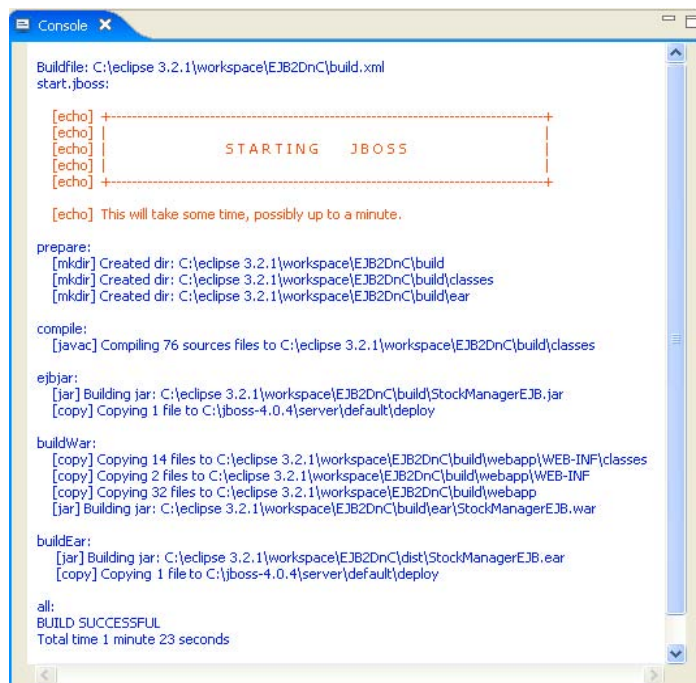 Console
Buildfile: C:\eclipse 3.2.1\workspace\EJB2DnC\build.xml
start.jboss:
[echo] +------------------------------------------------------------------------+
[echo] | |
[echo] | STARTING JBOSS |
[echo] | |
[echo] +------------------------------------------------------------------------+
[echo] This will take some time, possibly up to a minute.
prepare:
[mkdir] Created dir: C:\eclipse 3.2.1\workspace\EJB2DnC\build
[mkdir] Created dir: C:\eclipse 3.2.1\workspace\EJB2DnC\build\classes
[mkdir] Created dir: C:\eclipse 3.2.1\workspace\EJB2DnC\build\ear
compile:
[javac] Compiling 76 sources files to C:\eclipse 3.2.1\workspace\EJB2DnC\build\classes
ejbjar:
[jar] Building jar: C:\eclipse 3.2.1\workspace\EJB2DnC\build\StockManagerEJB.jar
[copy] Copying 1 file to C:\jboss-4.0.4\server\default\deploy
buildWar:
[copy] Copying 14 files to C:\eclipse 3.2.1\workspace\EJB2DnC\build\webapp\WEB-INF\classes
[copy] Copying 2 files to C:\eclipse 3.2.1\workspace\EJB2DnC\build\webapp\WEB-INF
[copy] Copying 32 files to C:\eclipse 3.2.1\workspace\EJB2DnC\build\webapp
[jar] Building jar: C:\eclipse 3.2.1\workspace\EJB2DnC\build\ear\StockManagerEJB.war
buildEar:
[jar] Building jar: C:\eclipse 3.2.1\workspace\EJB2DnC\dist\StockManagerEJB.ear
[copy] Copying 1 file to C:\jboss-4.0.4\server\default\deploy
all:
BUILD SUCCESSFUL
Total time 1 minute 23 seconds